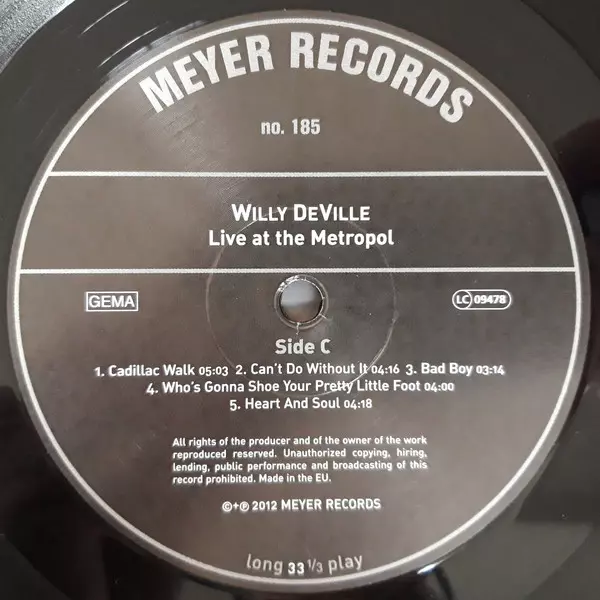 MEYER RECORDS
no. 185
WILLY DEVILLE
Live at the Metropol
GEMA
LC 09478
Side C
1. Cadillac Walk 05:03 2. Can't Do Without It 04:16 3. Bad Boy 03:14
4. Who's Gonna Shoe Your Pretty Little Foot 04:00
5. Heart And Soul 04:18
All rights of the producer and of the owner of the work
reproduced reserved. Unauthorized copying, hiring,
lending, public performance and broadcasting of this
record prohibited. Made in the EU.
©+℗ 2012 MEYER RECORDS
long 33 1/3 play